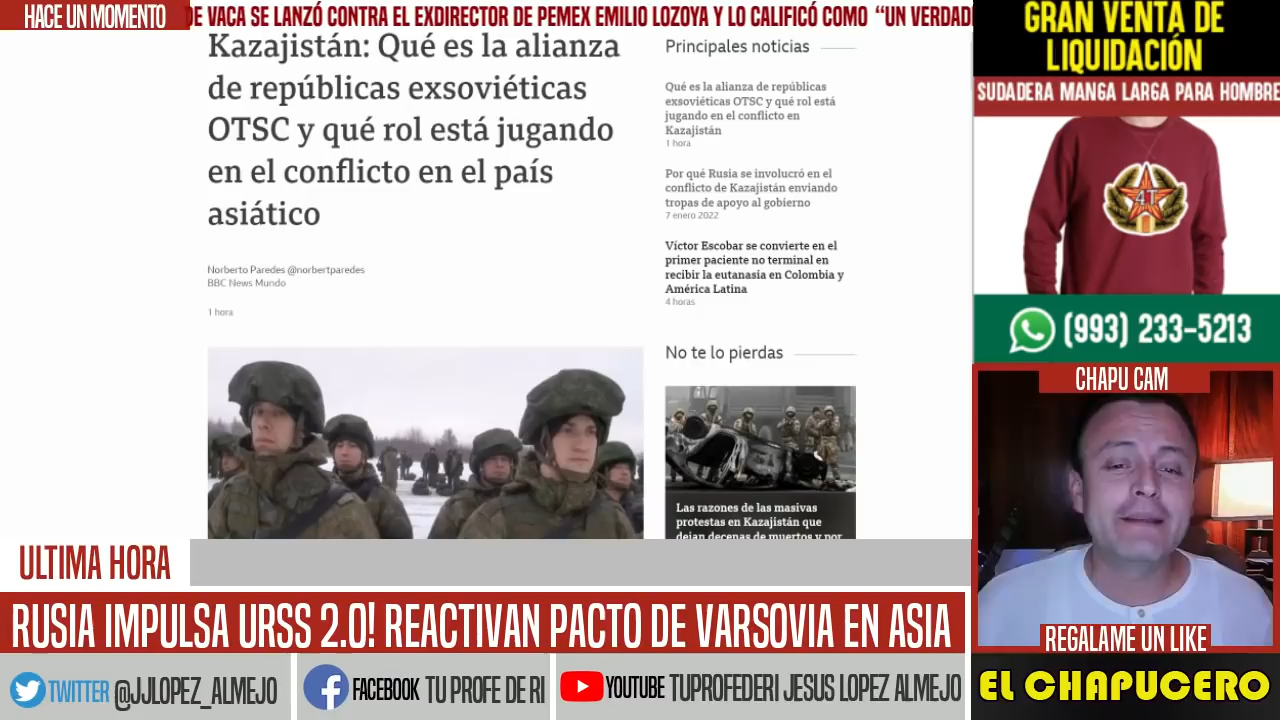 HACE UN MOMENTO
DE VACA SE LANZÓ CONTRA EL EXDIRECTOR DE PEMEX EMILIO LOZOYA Y LO CALIFICÓ COMO “UN VERDAD
Kazajistán: Qué es la alianza
de repúblicas exsoviéticas
OTSC y qué rol está jugando
en el conflicto en el país
asiático
Norberto Paredes @norbertparedes
BBC News Mundo
1 hora
Principales noticias
Qué es la alianza de repúblicas
exsoviéticas OTSC y qué rol está
jugando en el conflicto en
Kazajistán
1 hora
Por qué Rusia se involucró en el
conflicto de Kazajistán enviando
tropas de apoyo al gobierno
7 enero 2022
Víctor Escobar se convierte en el
primer paciente no terminal en
recibir la eutanasia en Colombia y
América Latina
4 horas
No te lo pierdas
Las razones de las masivas
protestas en Kazajistán que
dejan decenas de muertos y por
GRAN VENTA DE
LIQUIDACIÓN
SUDADERA MANGA LARGA PARA HOMBRE
4T
(993) 233-5213
CHAPU CAM
REGALAME UN LIKE
EL CHAPUCERO
ULTIMA HORA
RUSIA IMPULSA URSS 2.0! REACTIVAN PACTO DE VARSOVIA EN ASIA
TWITTER @JJLOPEZ_ALMEJO
FACEBOOK TU PROFE DE RI
YOUTUBE TUPROFEDERI JESUS LOPEZ ALMEJO